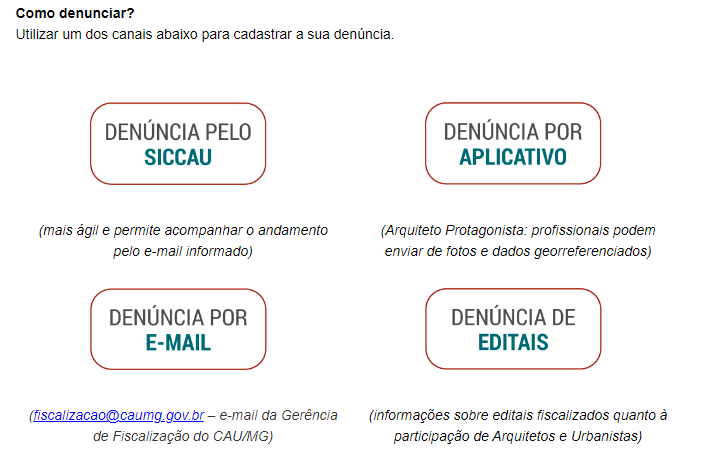 Como denunciar?
Utilizar um dos canais abaixo para cadastrar a sua denúncia.
DENÚNCIA PELO
SICCAU
(mais ágil e permite acompanhar o andamento
pelo e-mail informado)
DENÚNCIA POR
APLICATIVO
(Arquiteto Protagonista: profissionais podem
enviar de fotos e dados georreferenciados)
DENÚNCIA POR
E-MAIL
(fiscalizacao@caumg.gov.br – e-mail da Gerência
de Fiscalização do CAU/MG)
DENÚNCIA DE
EDITAIS
(informações sobre editais fiscalizados quanto à
participação de Arquitetos e Urbanistas)